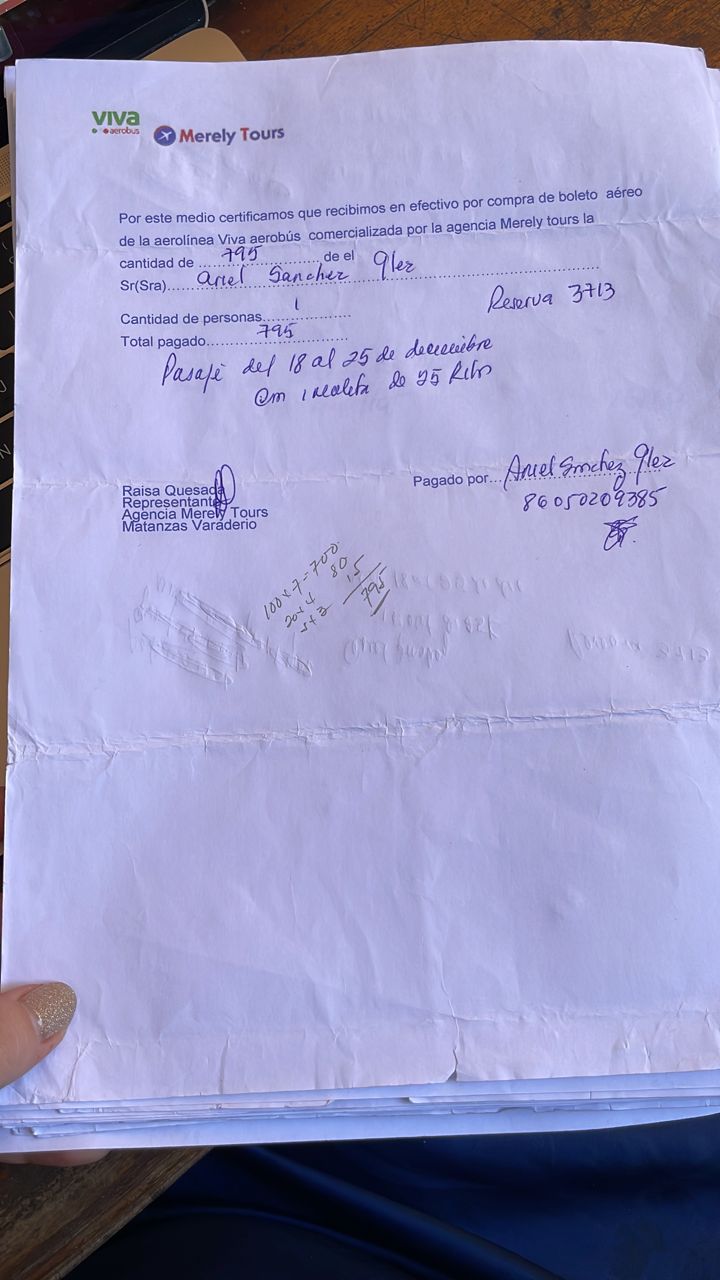 viva
aerobus Merely Tours
Por este medio certificamos que recibimos en efectivo por compra de boleto aéreo
de la aerolínea Viva aerobús comercializada por la agencia Merely tours la
cantidad de ..... 795 ..... de el
Sr(Sra).... Ariel Sanchez Glez
Reserva 3713
Cantidad de personas..... 1
Total pagado..... 795
Pasaje del 18 al 25 de diciembre
1 maleta de 25
Raisa Quesada
Representante
Agencia Merely Tours
Matanzas Varaderio
Pagado por... Ariel Sanchez Glez
86050209385
100x7=700
20x4 80
5x3 15
795